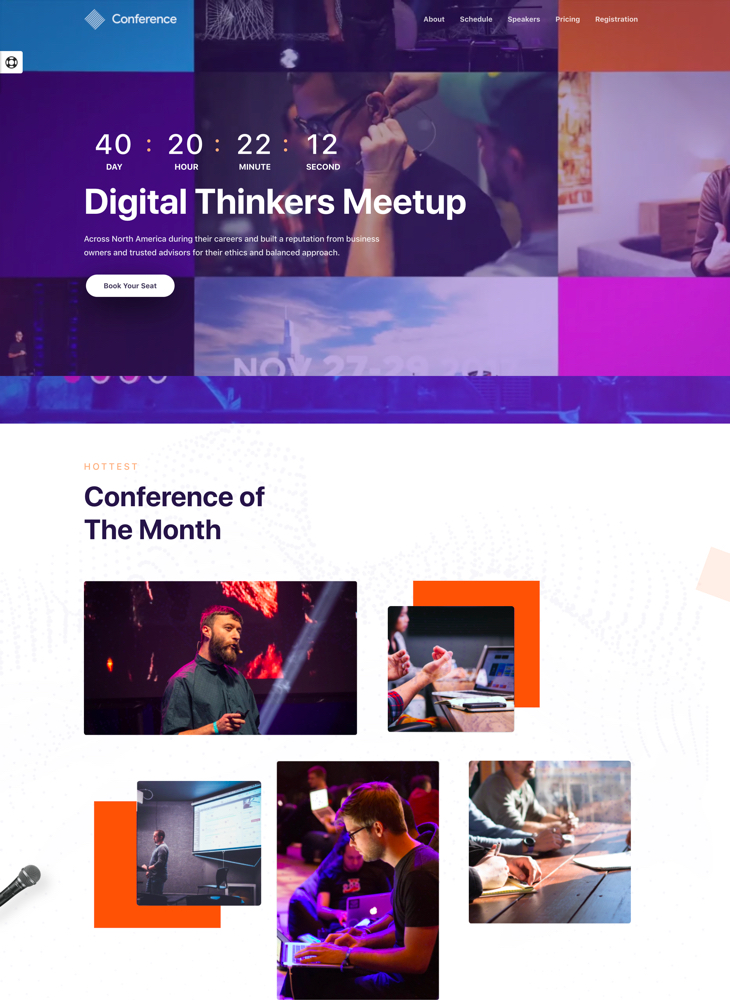 Conference
About Schedule Speakers Pricing Registration
40 : 20 : 22 : 12
DAY HOUR MINUTE SECOND
Digital Thinkers Meetup
Across North America during their careers and built a reputation from business
owners and trusted advisors for their ethics and balanced approach.
Book Your Seat
NOV 27-29 2017
HOTTEST
Conference of
The Month